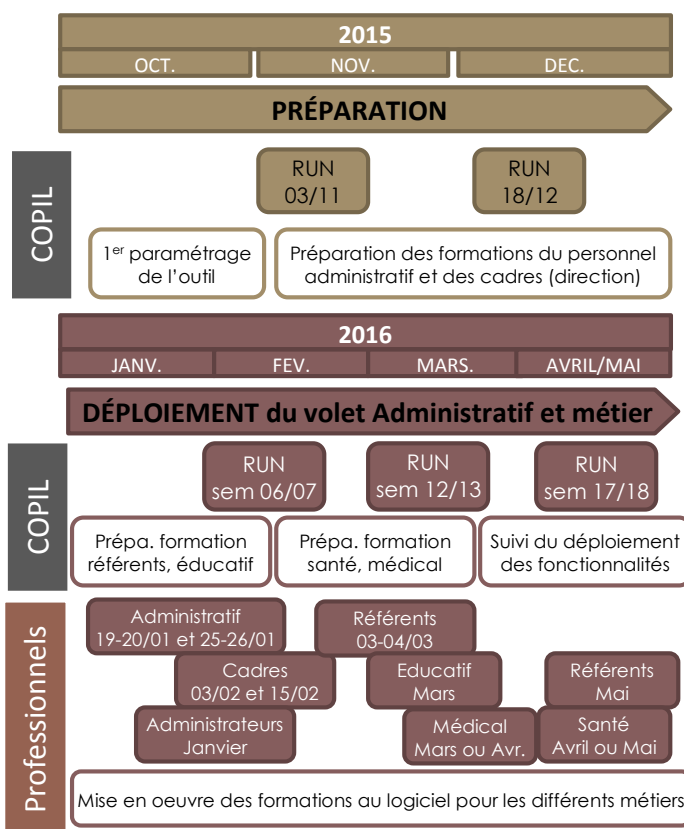 2015
OCT.
NOV.
DEC.
PRÉPARATION
COPIL
RUN
03/11
RUN
18/12
1er paramétrage
de l'outil
Préparation des formations du personnel
administratif et des cadres (direction)
2016
JANV.
FEV.
MARS.
AVRIL/MAI
DÉPLOIEMENT du volet Administratif et métier
COPIL
RUN
sem 06/07
RUN
sem 12/13
RUN
sem 17/18
Prépa. formation
référents, éducatif
Prépa. formation
santé, médical
Suivi du déploiement
des fonctionnalités
Professionnels
Administratif
19-20/01 et 25-26/01
Référents
03-04/03
Cadres
03/02 et 15/02
Educatif
Mars
Référents
Mai
Administrateurs
Janvier
Médical
Mars ou Avr.
Santé
Avril ou Mai
Mise en oeuvre des formations au logiciel pour les différents métiers